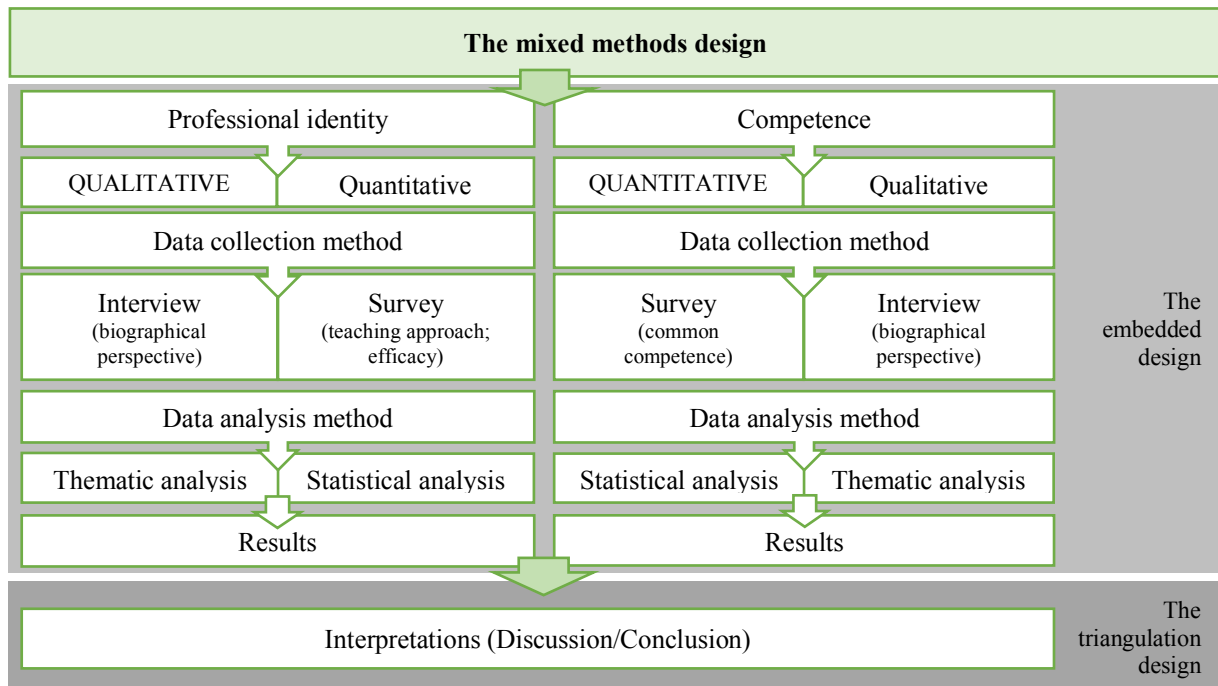 The mixed methods design
Professional identity
Competence
QUALITATIVE
Quantitative
QUANTITATIVE
Qualitative
Data collection method
Data collection method
Interview
(biographical
perspective)
Survey
(teaching approach;
efficacy)
Survey
(common
competence)
Interview
(biographical
perspective)
The
embedded
design
Data analysis method
Data analysis method
Thematic analysis
Statistical analysis
Statistical analysis
Thematic analysis
Results
Results
Interpretations (Discussion/Conclusion)
The
triangulation
design